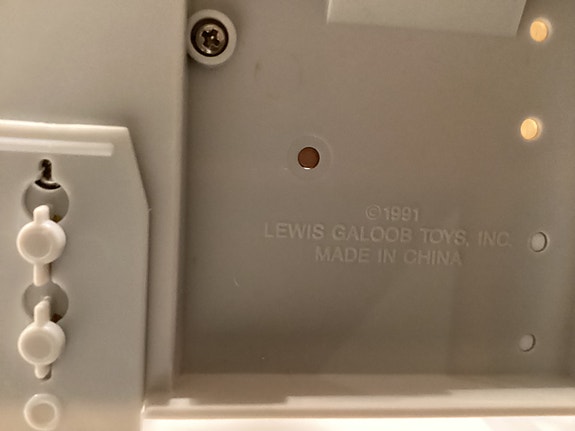 ©1991
LEWIS GALOOB TOYS, INC.
MADE IN CHINA